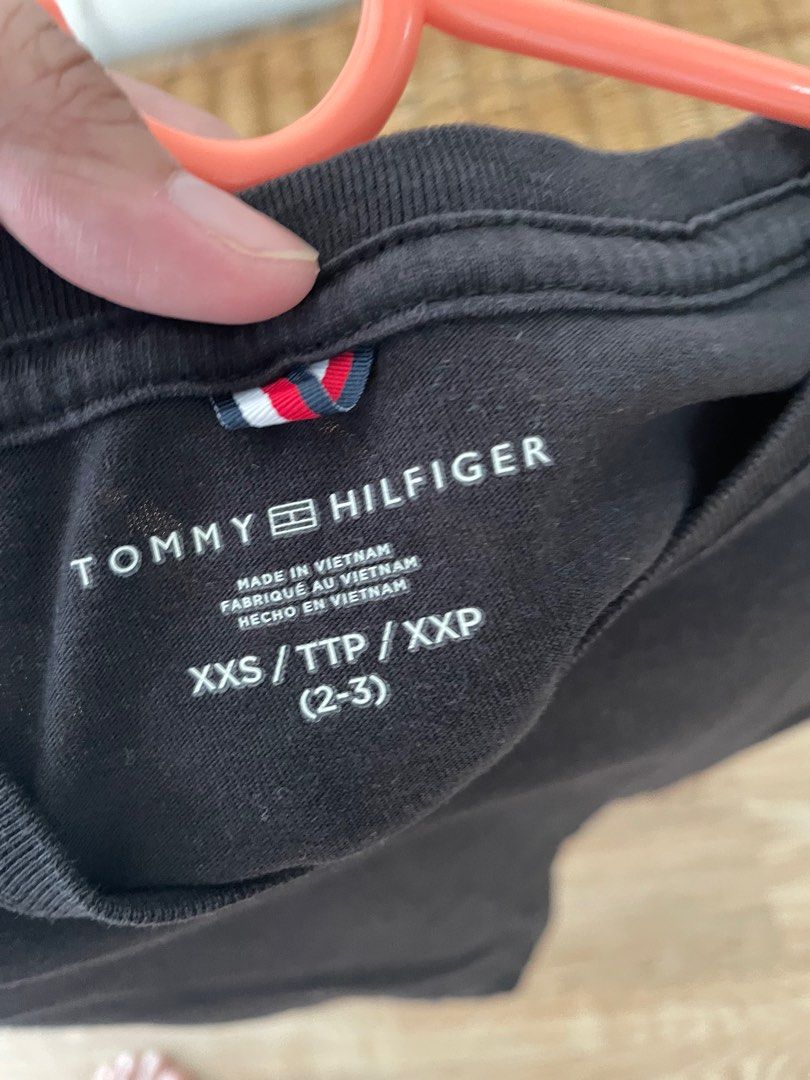 TOMMY HILFIGER
MADE IN VIETNAM
FABRIQUÉ AU VIETNAM
HECHO EN VIETNAM
XXS / TTP / XXP
(2-3)